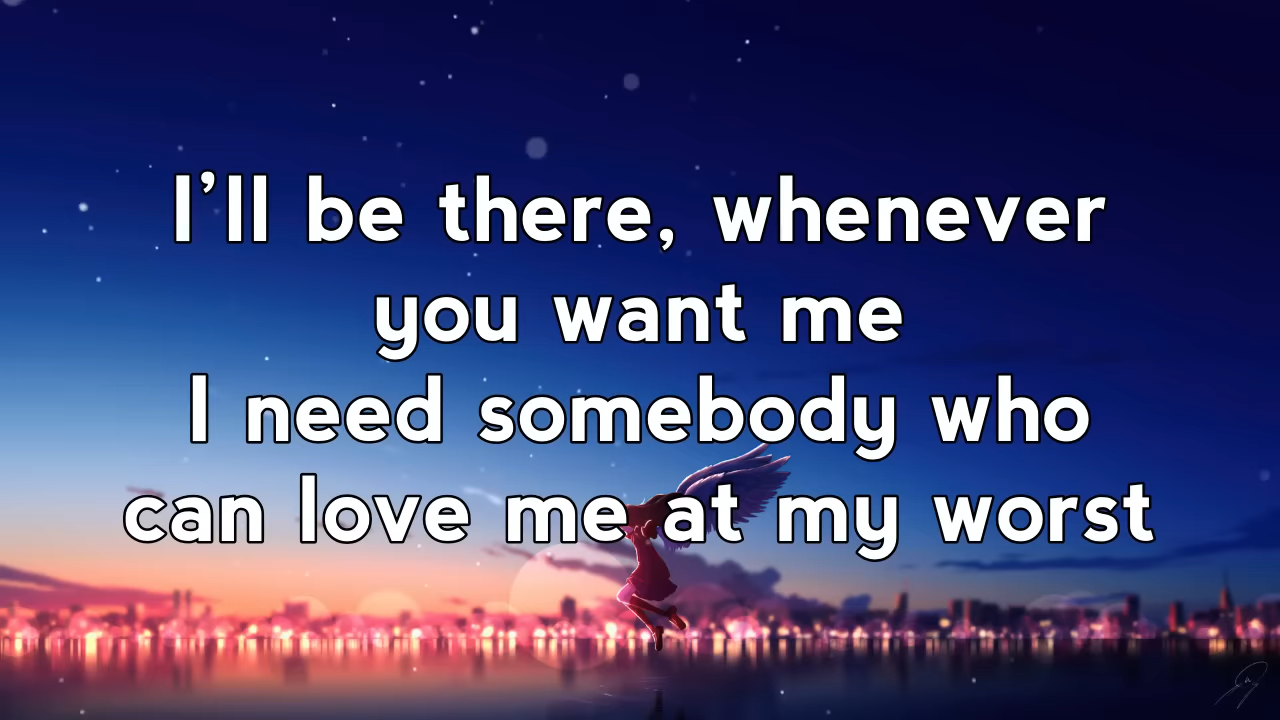 I’ll be there, whenever
you want me
I need somebody who
can love me at my worst